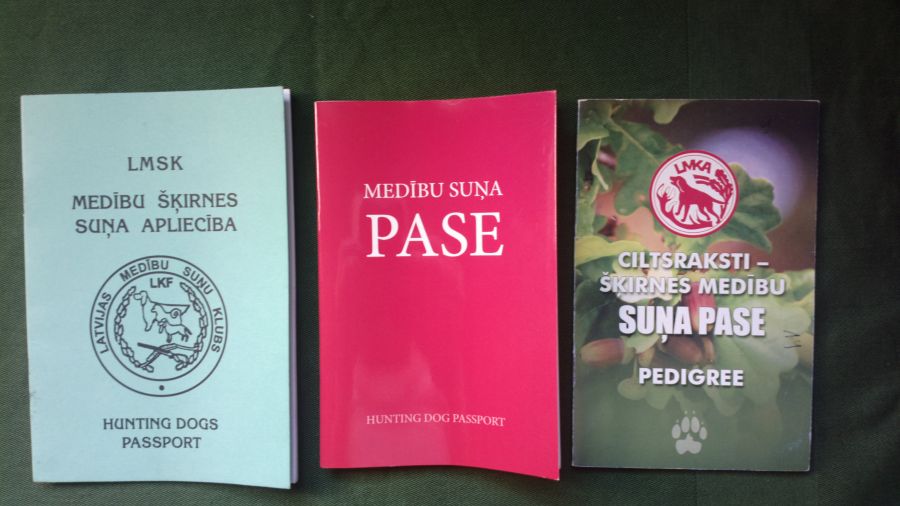 LMSK
MEDĪBU ŠĶIRNES
SUŅA APLIECĪBA
LATVIJAS MEDĪBU SUŅU KLUBS
LKF
HUNTING DOGS
PASSPORT
MEDĪBU SUŅA
PASE
HUNTING DOG PASSPORT
LMKA
CILTSRAKSTI –
ŠĶIRNES MEDĪBU
SUŅA PASE
PEDIGREE